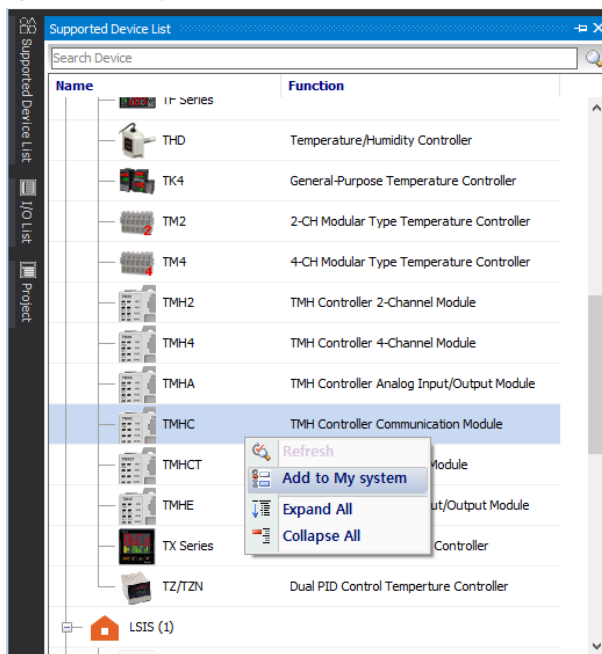 Supported Device List
I/O List
Project
Supported Device List
Search Device
Name Function
TF Series
THD Temperature/Humidity Controller
TK4 General-Purpose Temperature Controller
TM2 2-CH Modular Type Temperature Controller
2
TM4 4-CH Modular Type Temperature Controller
4
TMH2 TMH Controller 2-Channel Module
TMH4 TMH Controller 4-Channel Module
TMHA TMH Controller Analog Input/Output Module
TMHC TMH Controller Communication Module
TMHCT Module
TMHE ut/Output Module
TX Series Controller
TZ/TZN Dual PID Control Temperture Controller
LSIS (1)
Refresh
Add to My system
Expand All
Collapse All